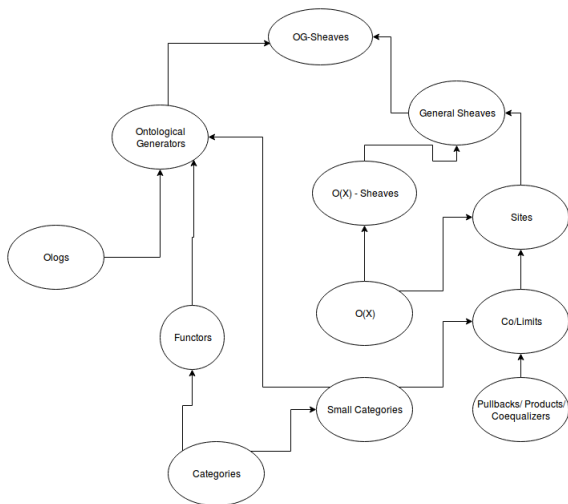 OG-Sheaves
General Sheaves
Ontological
Generators
O(X) - Sheaves
Sites
Ologs
O(X)
Functors
Co/Limits
Small Categories
Pullbacks/ Products/
Coequalizers
Categories